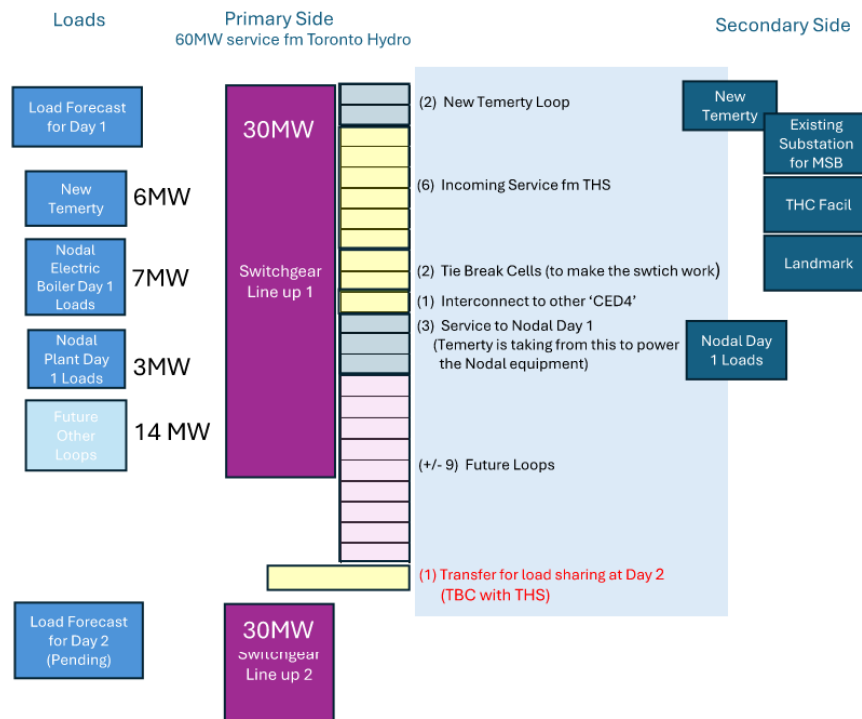 Loads
Primary Side
60MW service fm Toronto Hydro
Secondary Side
Load Forecast
for Day 1
30MW
(2) New Temerty Loop
New
Temerty
Existing
Substation
for MSB
New
Temerty
6MW
(6) Incoming Service fm THS
THC Facil
Nodal
Electric
Boiler Day 1
Loads
7MW
Switchgear
Line up 1
(2) Tie Break Cells (to make the swtich work)
Landmark
(1) Interconnect to other ‘CED4’
Nodal
Plant Day
1 Loads
3MW
(3) Service to Nodal Day 1
(Temerty is taking from this to power
the Nodal equipment)
Nodal Day
1 Loads
Future
Other
Loops
14 MW
(+/- 9) Future Loops
(1) Transfer for load sharing at Day 2
(TBC with THS)
Load Forecast
for Day 2
(Pending)
30MW
Switchgear
Line up 2